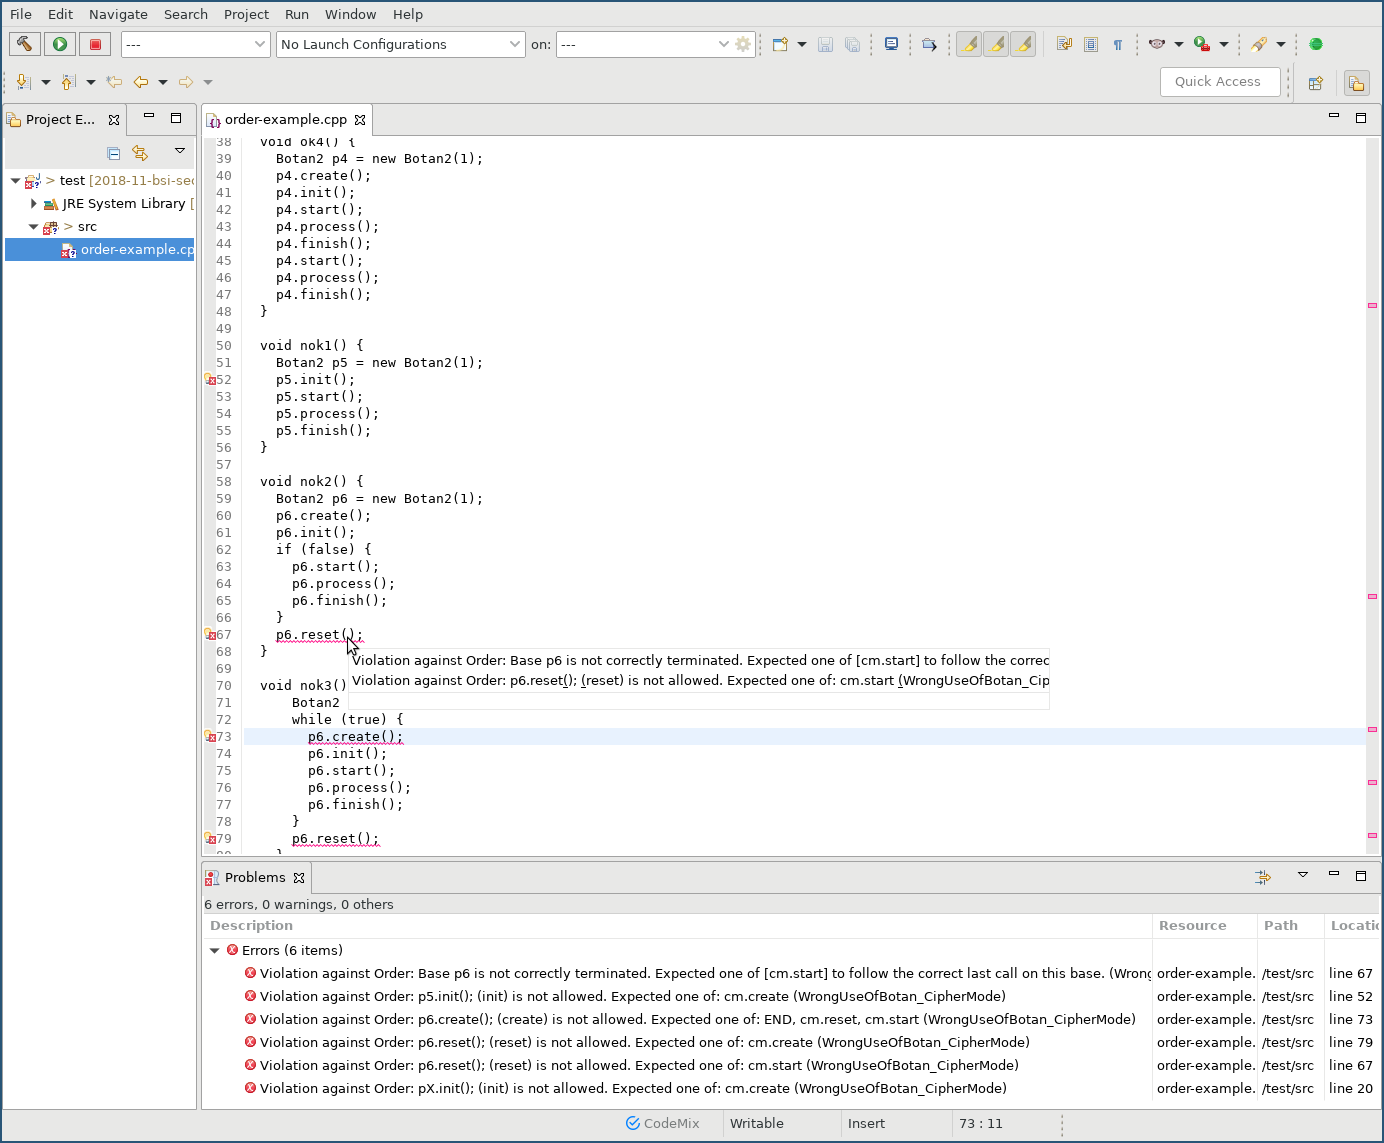 File Edit Navigate Search Project Run Window Help
--- No Launch Configurations on: ---
Quick Access
Project E...
order-example.cpp
> test [2018-11-bsi-sec
JRE System Library [
> src
order-example.cp
38 void ok4() {
39 Botan2 p4 = new Botan2(1);
40 p4.create();
41 p4.init();
42 p4.start();
43 p4.process();
44 p4.finish();
45 p4.start();
46 p4.process();
47 p4.finish();
48 }
49
50 void nok1() {
51 Botan2 p5 = new Botan2(1);
52 p5.init();
53 p5.start();
54 p5.process();
55 p5.finish();
56 }
57
58 void nok2() {
59 Botan2 p6 = new Botan2(1);
60 p6.create();
61 p6.init();
62 if (false) {
63 p6.start();
64 p6.process();
65 p6.finish();
66 }
67 p6.reset();
68 }
Violation against Order: Base p6 is not correctly terminated. Expected one of [cm.start] to follow the correc
69
Violation against Order: p6.reset(); (reset) is not allowed. Expected one of: cm.start (WrongUseOfBotan_Cip
70 void nok3()
71 Botan2
72 while (true) {
73 p6.create();
74 p6.init();
75 p6.start();
76 p6.process();
77 p6.finish();
78 }
79 p6.reset();
Problems
6 errors, 0 warnings, 0 others
Description Resource Path Locatio
Errors (6 items)
Violation against Order: Base p6 is not correctly terminated. Expected one of [cm.start] to follow the correct last call on this base. (Wrong order-example. /test/src line 67
Violation against Order: p5.init(); (init) is not allowed. Expected one of: cm.create (WrongUseOfBotan_CipherMode) order-example. /test/src line 52
Violation against Order: p6.create(); (create) is not allowed. Expected one of: END, cm.reset, cm.start (WrongUseOfBotan_CipherMode) order-example. /test/src line 73
Violation against Order: p6.reset(); (reset) is not allowed. Expected one of: cm.create (WrongUseOfBotan_CipherMode) order-example. /test/src line 79
Violation against Order: p6.reset(); (reset) is not allowed. Expected one of: cm.start (WrongUseOfBotan_CipherMode) order-example. /test/src line 67
Violation against Order: pX.init(); (init) is not allowed. Expected one of: cm.create (WrongUseOfBotan_CipherMode) order-example. /test/src line 20
CodeMix Writable Insert 73 : 11